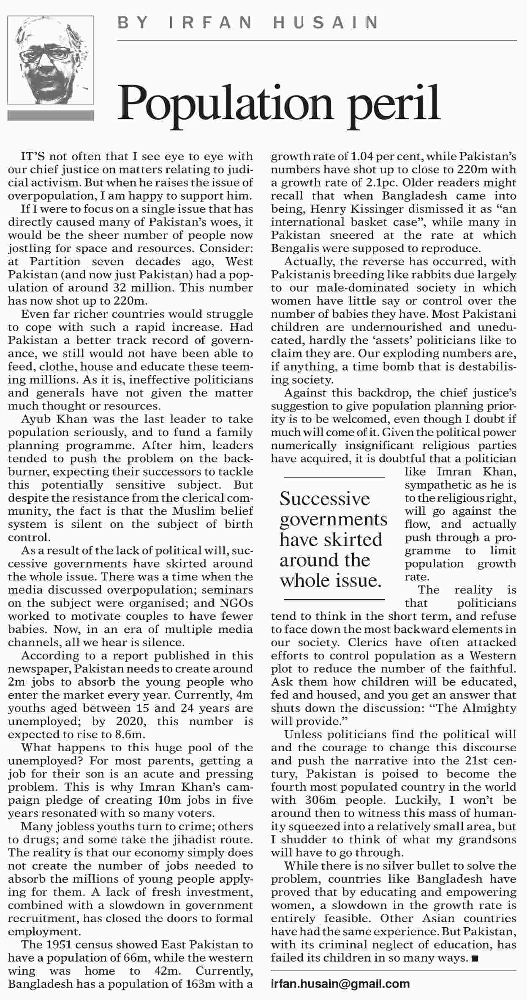 BY IRFAN HUSAIN
Population peril
IT'S not often that I see eye to eye with
our chief justice on matters relating to judi-
cial activism. But when he raises the issue of
overpopulation, I am happy to support him.
If I were to focus on a single issue that has
directly caused many of Pakistan's woes, it
would be the sheer number of people now
jostling for space and resources. Consider:
at Partition seven decades ago, West
Pakistan (and now just Pakistan) had a pop-
ulation of around 32 million. This number
has now shot up to 220m.
Even far richer countries would struggle
to cope with such a rapid increase. Had
Pakistan a better track record of govern-
ance, we still would not have been able to
feed, clothe, house and educate these teem-
ing millions. As it is, ineffective politicians
and generals have not given the matter
much thought or resources.
Ayub Khan was the last leader to take
population seriously, and to fund a family
planning programme. After him, leaders
tended to push the problem on the back-
burner, expecting their successors to tackle
this potentially sensitive subject. But
despite the resistance from the clerical com-
munity, the fact is that the Muslim belief
system is silent on the subject of birth
control.
As a result of the lack of political will, suc-
cessive governments have skirted around
the whole issue. There was a time when the
media discussed overpopulation; seminars
on the subject were organised; and NGOs
worked to motivate couples to have fewer
babies. Now, in an era of multiple media
channels, all we hear is silence.
According to a report published in this
newspaper, Pakistan needs to create around
2m jobs to absorb the young people who
enter the market every year. Currently, 4m
youths aged between 15 and 24 years are
unemployed; by 2020, this number is
expected to rise to 8.6m.
What happens to this huge pool of the
unemployed? For most parents, getting a
job for their son is an acute and pressing
problem. This is why Imran Khan's cam-
paign pledge of creating 10m jobs in five
years resonated with so many voters.
Many jobless youths turn to crime; others
to drugs; and some take the jihadist route.
The reality is that our economy simply does
not create the number of jobs needed to
absorb the millions of young people apply-
ing for them. A lack of fresh investment,
combined with a slowdown in government
recruitment, has closed the doors to formal
employment.
The 1951 census showed East Pakistan to
have a population of 66m, while the western
wing was home to 42m. Currently,
Bangladesh has a population of 163m with a
growth rate of 1.04 per cent, while Pakistan's
numbers have shot up to close to 220m with
a growth rate of 2.1pc. Older readers might
recall that when Bangladesh came into
being, Henry Kissinger dismissed it as "an
international basket case", while many in
Pakistan sneered at the rate at which
Bengalis were supposed to reproduce.
Actually, the reverse has occurred, with
Pakistanis breeding like rabbits due largely
to our male-dominated society in which
women have little say or control over the
number of babies they have. Most Pakistani
children are undernourished and unedu-
cated, hardly the 'assets' politicians like to
claim they are. Our exploding numbers are,
if anything, a time bomb that is destabilis-
ing society.
Against this backdrop, the chief justice's
suggestion to give population planning prior-
ity is to be welcomed, even though I doubt if
much will come of it. Given the political power
numerically insignificant religious parties
have acquired, it is doubtful that a politician
like Imran Khan,
sympathetic as he is
to the religious right,
will go against the
flow, and actually
push through a pro-
gramme to limit
population growth
rate.
The reality is
that politicians
Successive
governments
have skirted
around the
whole issue.
tend to think in the short term, and refuse
to face down the most backward elements in
our society. Clerics have often attacked
efforts to control population as a Western
plot to reduce the number of the faithful.
Ask them how children will be educated,
fed and housed, and you get an answer that
shuts down the discussion: "The Almighty
will provide."
Unless politicians find the political will
and the courage to change this discourse
and push the narrative into the 21st cen-
tury, Pakistan is poised to become the
fourth most populated country in the world
with 306m people. Luckily, I won't be
around then to witness this mass of human-
ity squeezed into a relatively small area, but
I shudder to think of what my grandsons
will have to go through.
While there is no silver bullet to solve the
problem, countries like Bangladesh have
proved that by educating and empowering
women, a slowdown in the growth rate is
entirely feasible. Other Asian countries
have had the same experience. But Pakistan,
with its criminal neglect of education, has
failed its children in so many ways. ■
irfan.husain@gmail.com